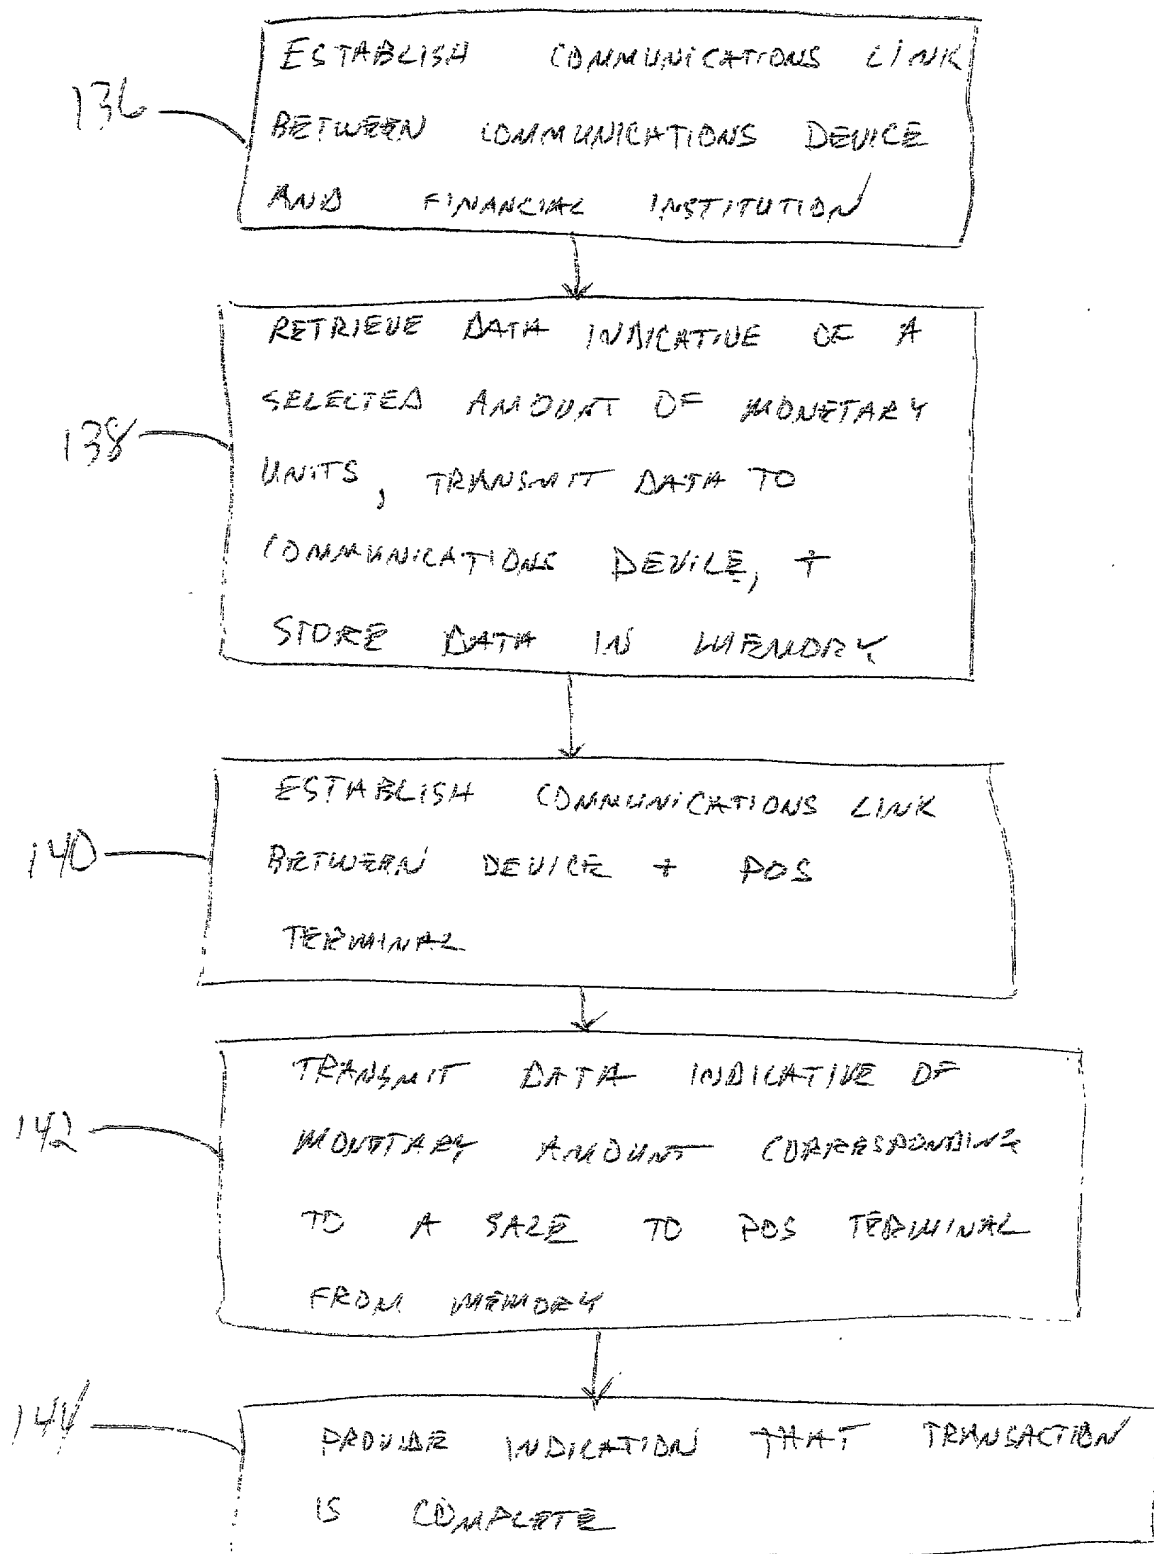 136
ESTABLISH COMMUNICATIONS LINK
BETWEEN COMMUNICATIONS DEVICE
AND FINANCIAL INSTITUTION
138
RETRIEVE DATA INDICATIVE OF A
SELECTED AMOUNT OF MONETARY
UNITS, TRANSMIT DATA TO
COMMUNICATIONS DEVICE, +
STORE DATA IN MEMORY
140
ESTABLISH COMMUNICATIONS LINK
BETWEEN DEVICE + POS
TERMINAL
142
TRANSMIT DATA INDICATIVE OF
MONETARY AMOUNT CORRESPONDING
TO A SALE TO POS TERMINAL
FROM MEMORY
144
PROVIDE INDICATION THAT TRANSACTION
IS COMPLETE